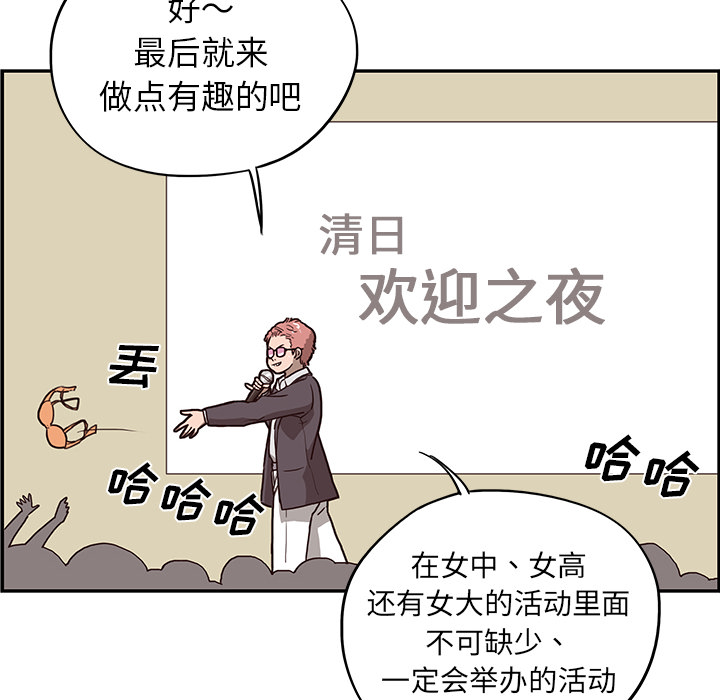 好～
最后就来
做点有趣的吧
清日
欢迎之夜
丢
哈哈哈
哈哈
在女中、女高
还有女大的活动里面
不可缺少、
一定会举办的活动